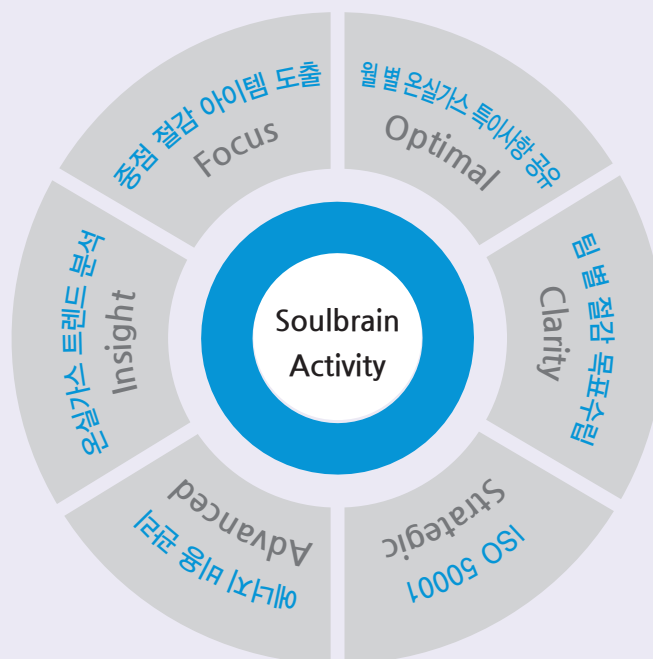 월 별 온실가스 특이사항 공유
Optimal
팀 별 절감 목표수립
Clarity
ISO 50001
Strategic
에너지 비용 관리
Advanced
온실가스 트렌드 분석
Insight
중점 절감 아이템 도출
Focus
Soulbrain
Activity